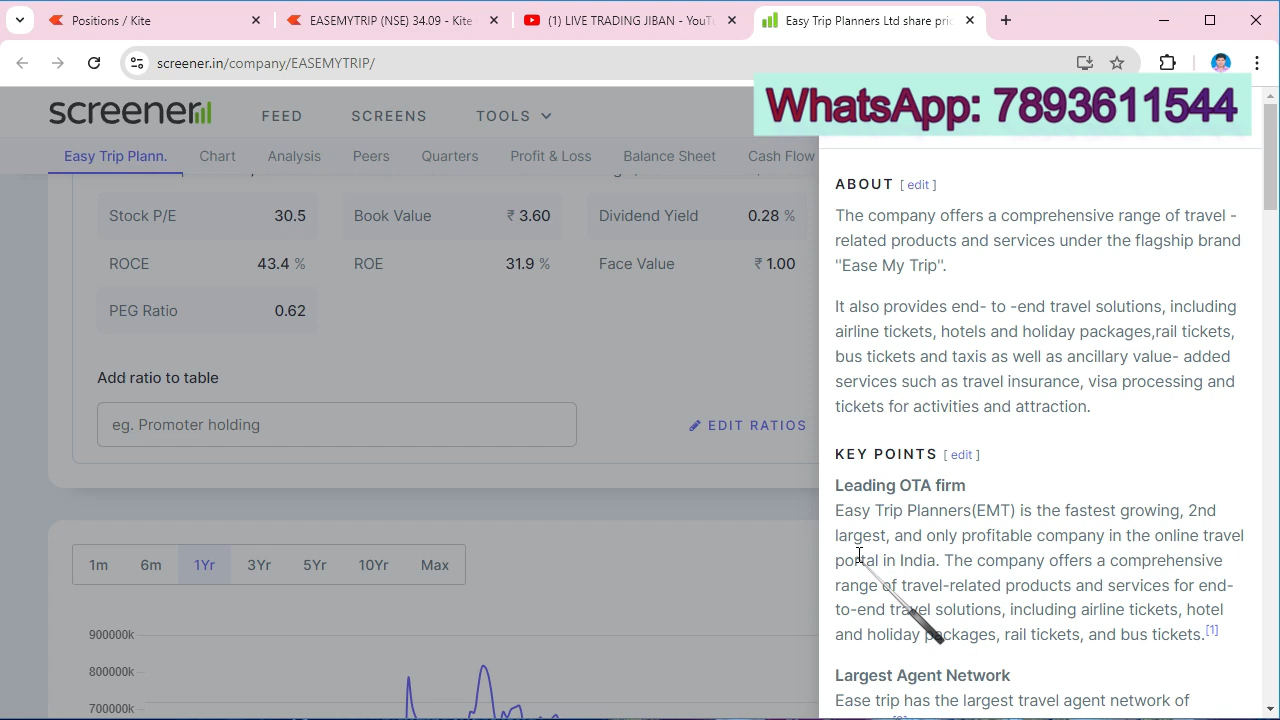 Positions / Kite
EASEMYTRIP (NSE) 34.09 - Kite
(1) LIVE TRADING JIBAN - YouTu
Easy Trip Planners Ltd share pric
screener.in/company/EASEMYTRIP/
WhatsApp: 7893611544
screener
FEED
SCREENS
TOOLS
Easy Trip Plann.
Chart
Analysis
Peers
Quarters
Profit & Loss
Balance Sheet
Cash Flow
Stock P/E 30.5
Book Value ₹ 3.60
Dividend Yield 0.28 %
ROCE 43.4 %
ROE 31.9 %
Face Value ₹ 1.00
PEG Ratio 0.62
Add ratio to table
eg. Promoter holding
EDIT RATIOS
1m 6m 1Yr 3Yr 5Yr 10Yr Max
900000k
800000k
700000k
ABOUT [ edit ]
The company offers a comprehensive range of travel -
related products and services under the flagship brand
"Ease My Trip".
It also provides end- to -end travel solutions, including
airline tickets, hotels and holiday packages,rail tickets,
bus tickets and taxis as well as ancillary value- added
services such as travel insurance, visa processing and
tickets for activities and attraction.
KEY POINTS [ edit ]
Leading OTA firm
Easy Trip Planners(EMT) is the fastest growing, 2nd
largest, and only profitable company in the online travel
portal in India. The company offers a comprehensive
range of travel-related products and services for end-
to-end travel solutions, including airline tickets, hotel
and holiday packages, rail tickets, and bus tickets.[1]
Largest Agent Network
Ease trip has the largest travel agent network of